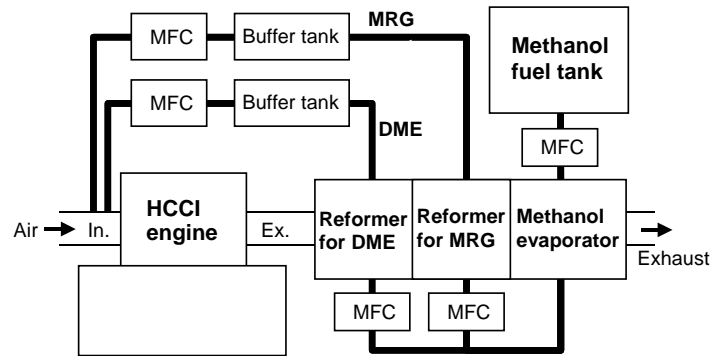 MRG
MFC
Buffer tank
Methanol
fuel tank
MFC
Buffer tank
DME
MFC
Air
In.
HCCI
engine
Ex.
Reformer
for DME
Reformer
for MRG
Methanol
evaporator
Exhaust
MFC
MFC